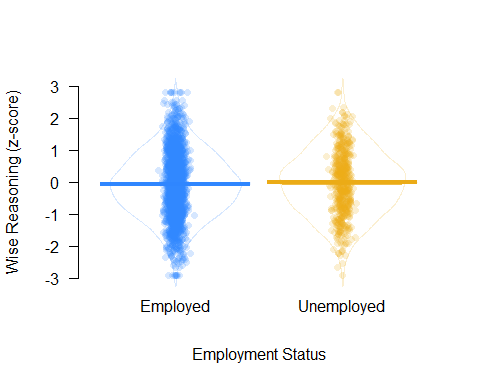 Wise Reasoning (z-score)
3
2
1
0
-1
-2
-3
Employed
Unemployed
Employment Status